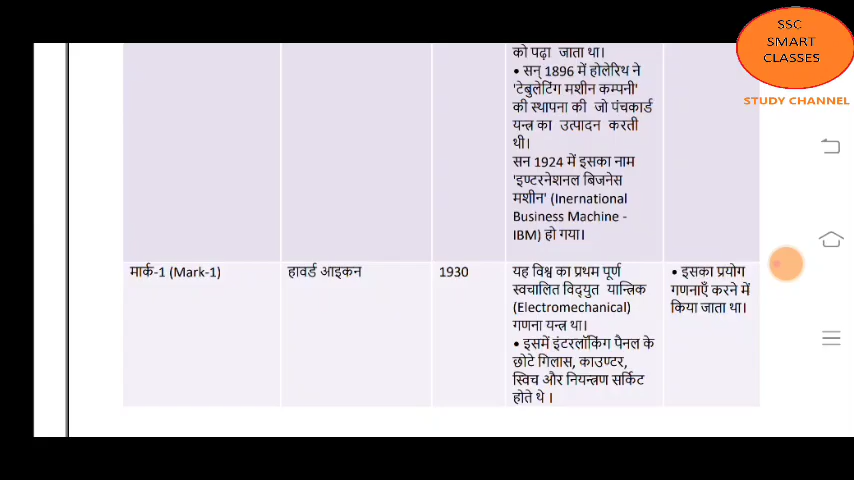 SSC
SMART
CLASSES
STUDY CHANNEL
को पढ़ा जाता था।
• सन् 1896 में होलेरिथ ने
'टेबुलेटिंग मशीन कम्पनी'
की स्थापना की जो पंचकार्ड
यन्त्र का उत्पादन करती
थी।
सन 1924 में इसका नाम
'इण्टरनेशनल बिजनेस
मशीन' (Inernational
Business Machine -
IBM) हो गया।
मार्क-1 (Mark-1)
हावर्ड आइकन
1930
यह विश्व का प्रथम पूर्ण
स्वचालित विद्युत यान्त्रिक
(Electromechanical)
गणना यन्त्र था।
• इसमें इंटरलॉकिंग पैनल के
छोटे गिलास, काउण्टर,
स्विच और नियन्त्रण सर्किट
होते थे ।
• इसका प्रयोग
गणनाएँ करने में
किया जाता था।